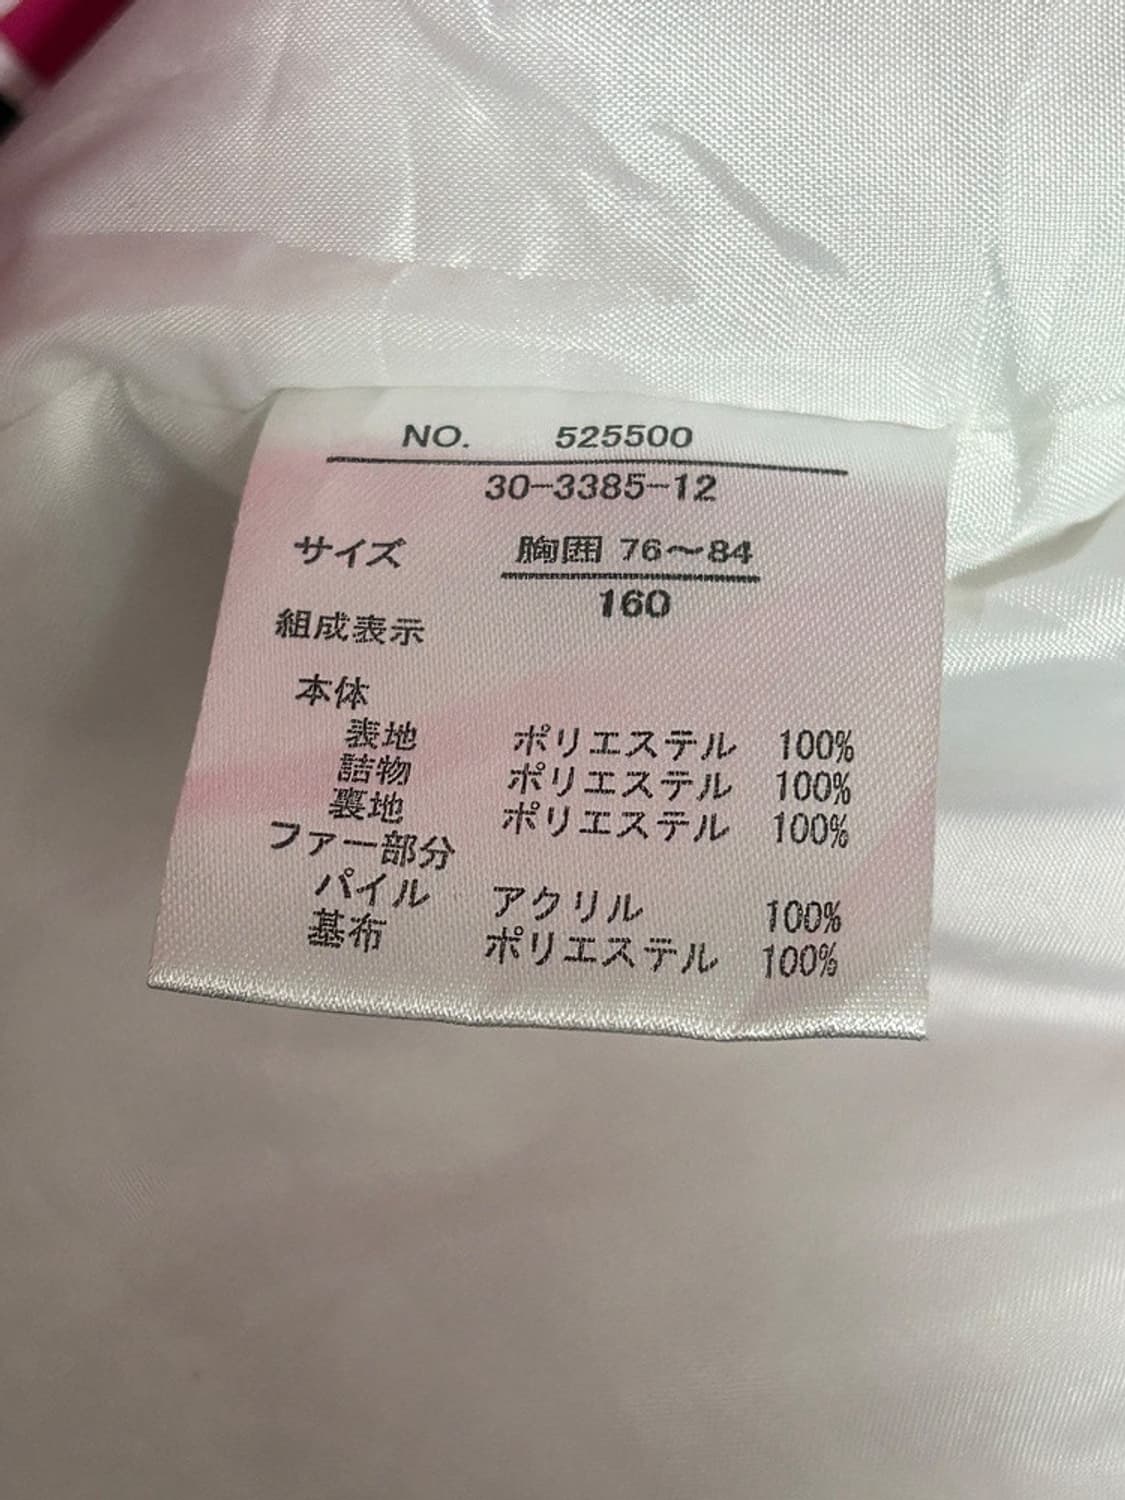 NO. 525500
30-3385-12
サイズ 胸囲 76〜84
160
組成表示
本体
表地 ポリエステル 100%
詰物 ポリエステル 100%
裏地 ポリエステル 100%
ファー部分
パイル アクリル 100%
基布 ポリエステル 100%